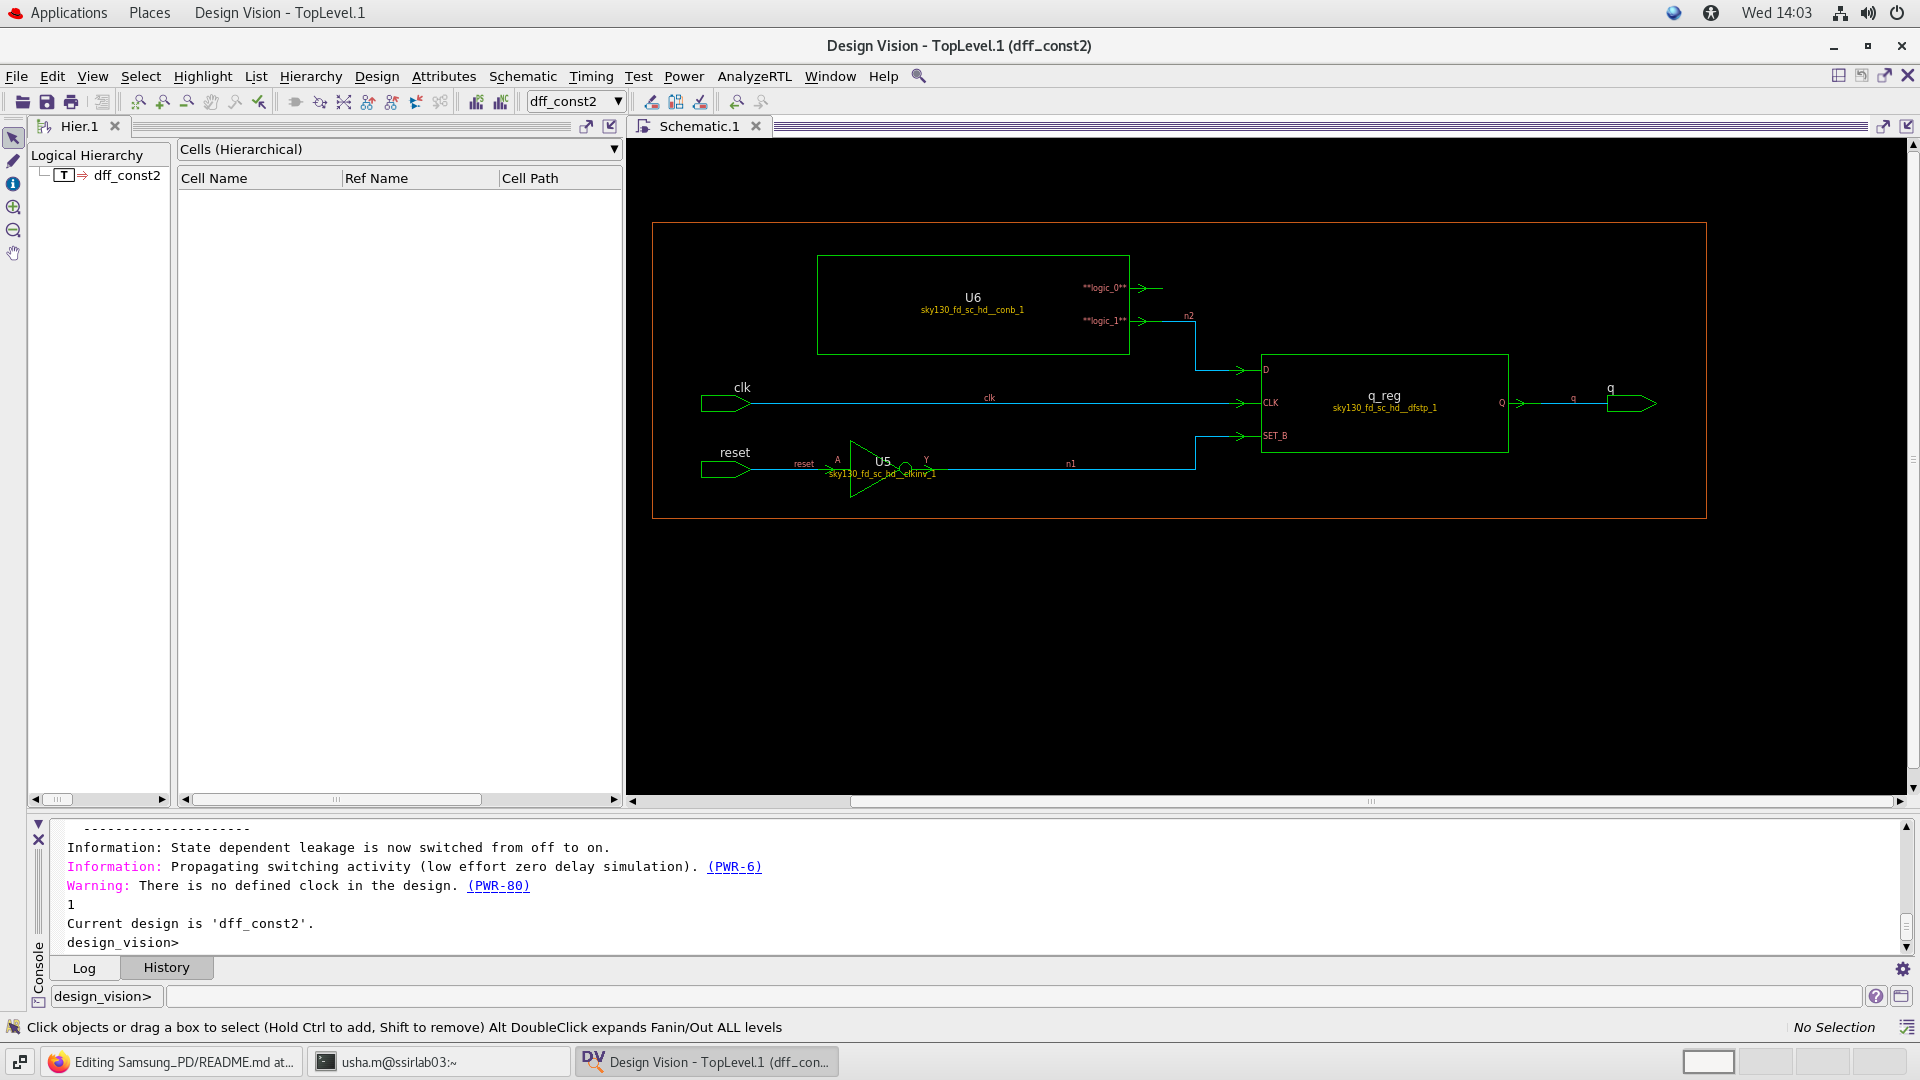 Applications Places Design Vision - TopLevel.1 Wed 14:03
Design Vision - TopLevel.1 (dff_const2)
File Edit View Select Highlight List Hierarchy Design Attributes Schematic Timing Test Power AnalyzeRTL Window Help
dff_const2
Hier.1
Schematic.1
Logical Hierarchy
T dff_const2
Cells (Hierarchical)
Cell Name Ref Name Cell Path
U6
sky130_fd_sc_hd__conb_1
**logic_0**
**logic_1**
n2
D
clk
clk
CLK
q_reg
sky130_fd_sc_hd__dfstp_1
Q
q
q
SET_B
reset
reset
A
U5
sky130_fd_sc_hd__clkinv_1
Y
n1
---------------------
Information: State dependent leakage is now switched from off to on.
Information: Propagating switching activity (low effort zero delay simulation). (PWR-6)
Warning: There is no defined clock in the design. (PWR-80)
1
Current design is 'dff_const2'.
design_vision>
Console
Log History
design_vision>
Click objects or drag a box to select (Hold Ctrl to add, Shift to remove) Alt DoubleClick expands Fanin/Out ALL levels
No Selection
Editing Samsung_PD/README.md at... usha.m@ssirlab03:~ DV Design Vision - TopLevel.1 (dff_con...